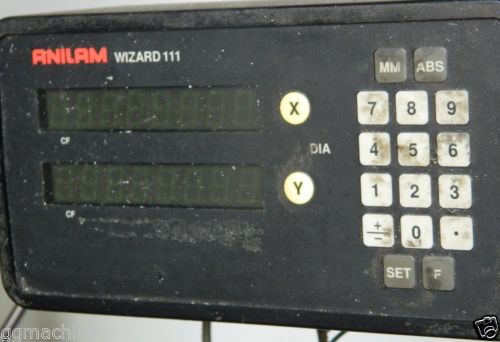 ANILAM WIZARD 111
MM ABS
X
7 8 9
CF
DIA
4 5 6
Y
1 2 3
CF
+/− 0 .
SET F